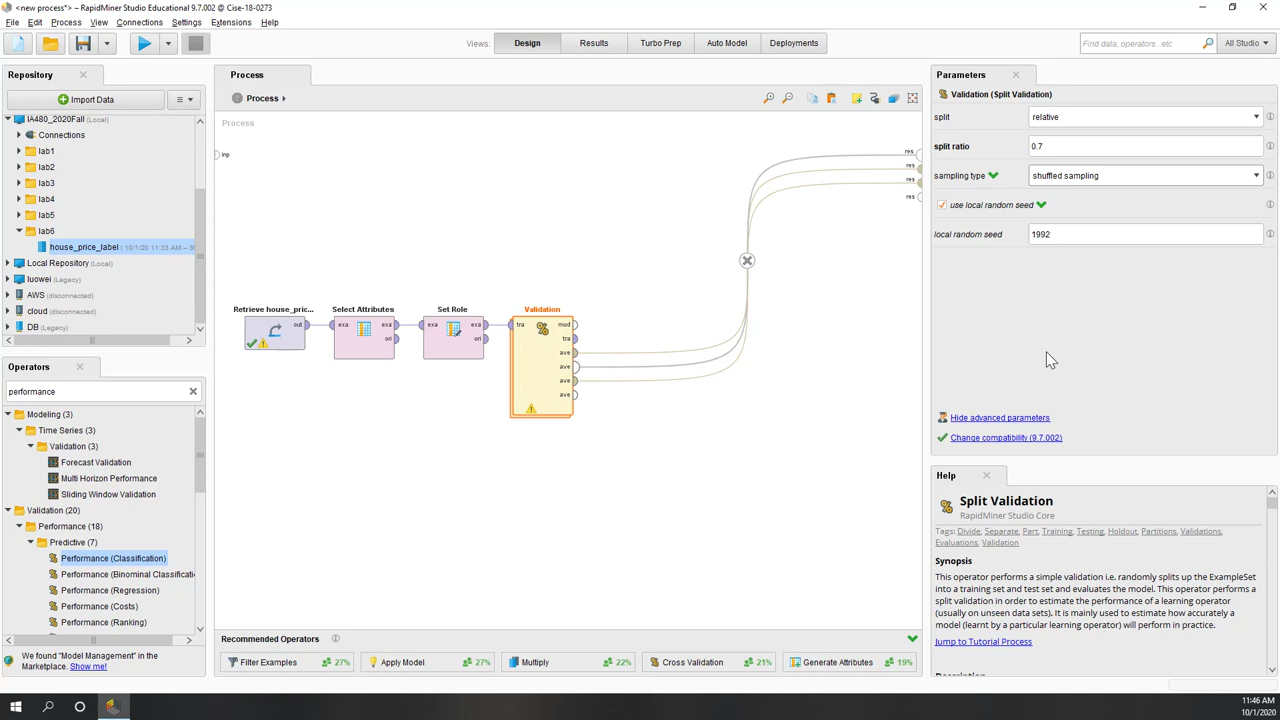 <new process*> – RapidMiner Studio Educational 9.7.002 @ Cise-18-0273
File Edit Process View Connections Settings Extensions Help
Views: Design Results Turbo Prep Auto Model Deployments
Find data, operators...etc
All Studio
Repository
Import Data
IA480_2020Fall (Local)
Connections
lab1
lab2
lab3
lab4
lab5
lab6
house_price_label (10/1/20 11:33 AM – 3
Local Repository (Local)
luowei (Legacy)
AWS (disconnected)
cloud (disconnected)
DB (Legacy)
Operators
performance
Modeling (3)
Time Series (3)
Validation (3)
Forecast Validation
Multi Horizon Performance
Sliding Window Validation
Validation (20)
Performance (18)
Predictive (7)
Performance (Classification)
Performance (Binominal Classificati
Performance (Regression)
Performance (Costs)
Performance (Ranking)
We found "Model Management" in the
Marketplace. Show me!
Process
Process
Process
inp
res
res
res
res
Retrieve house_pric...
out
Select Attributes
exa exa
ori
Set Role
exa exa
ori
Validation
tra mod
tra
ave
ave
ave
ave
Recommended Operators
Filter Examples 27%
Apply Model 27%
Multiply 22%
Cross Validation 21%
Generate Attributes 19%
Parameters
Validation (Split Validation)
split relative
split ratio 0.7
sampling type shuffled sampling
use local random seed
local random seed 1992
Hide advanced parameters
Change compatibility (9.7.002)
Help
Split Validation
RapidMiner Studio Core
Tags: Divide, Separate, Part, Training, Testing, Holdout, Partitions, Validations,
Evaluations, Validation
Synopsis
This operator performs a simple validation i.e. randomly splits up the ExampleSet
into a training set and test set and evaluates the model. This operator performs a
split validation in order to estimate the performance of a learning operator
(usually on unseen data sets). It is mainly used to estimate how accurately a
model (learnt by a particular learning operator) will perform in practice.
Jump to Tutorial Process
11:46 AM
10/1/2020